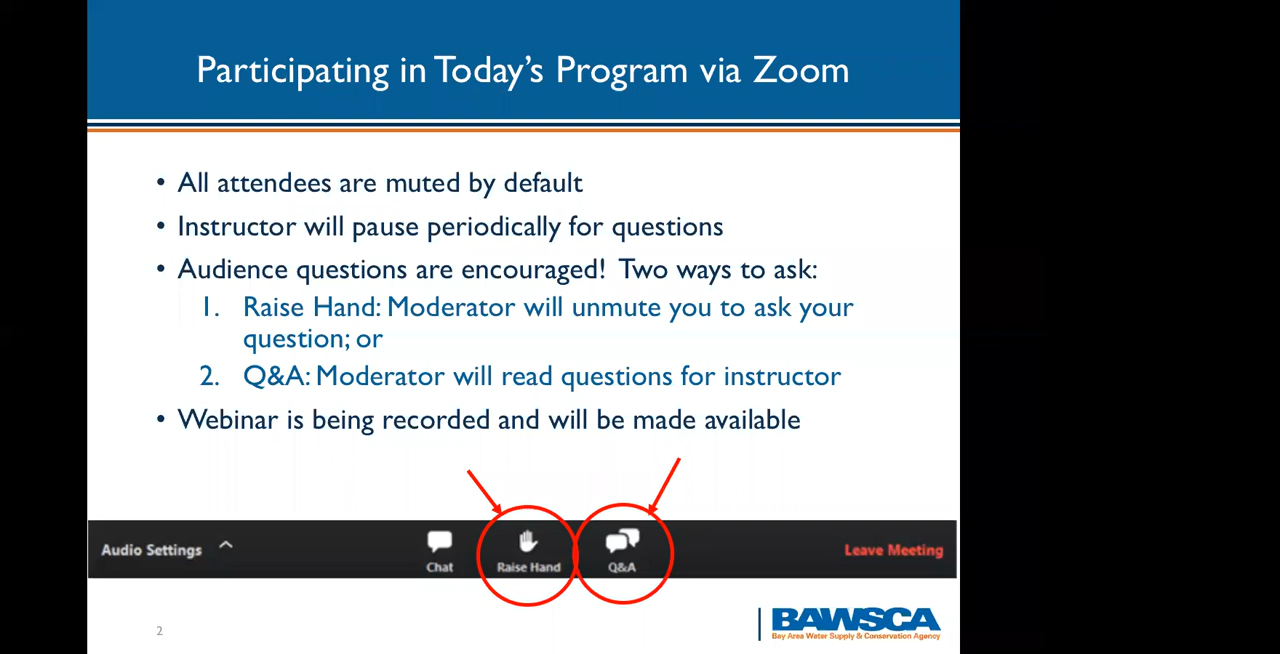 Participating in Today's Program via Zoom
• All attendees are muted by default
• Instructor will pause periodically for questions
• Audience questions are encouraged! Two ways to ask:
1. Raise Hand: Moderator will unmute you to ask your
question; or
2. Q&A: Moderator will read questions for instructor
• Webinar is being recorded and will be made available
Audio Settings
Chat
Raise Hand
Q&A
Leave Meeting
2
BAWSCA
Bay Area Water Supply & Conservation Agency